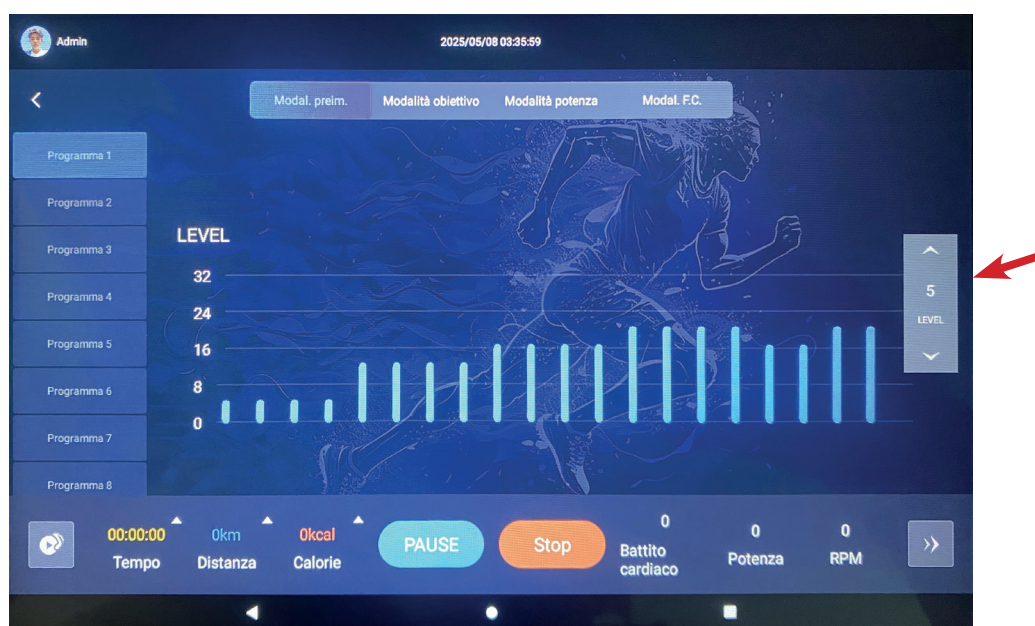 Admin
2025/05/08 03:35:59
Modal. preim.
Modalità obiettivo
Modalità potenza
Modal. F.C.
Programma 1
Programma 2
Programma 3
Programma 4
Programma 5
Programma 6
Programma 7
Programma 8
LEVEL
32
24
16
8
0
5
LEVEL
00:00:00
Tempo
0km
Distanza
0kcal
Calorie
PAUSE
Stop
0
Battito
cardiaco
0
Potenza
0
RPM